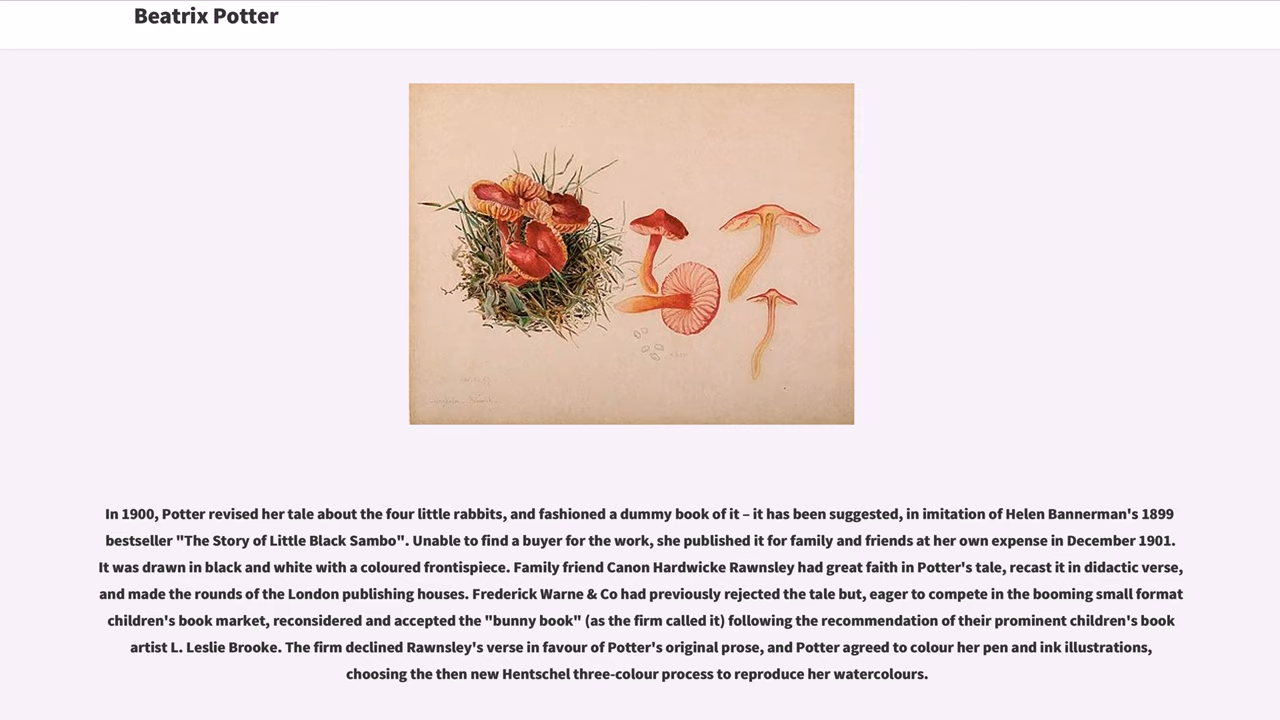 Beatrix Potter
In 1900, Potter revised her tale about the four little rabbits, and fashioned a dummy book of it – it has been suggested, in imitation of Helen Bannerman's 1899
bestseller "The Story of Little Black Sambo". Unable to find a buyer for the work, she published it for family and friends at her own expense in December 1901.
It was drawn in black and white with a coloured frontispiece. Family friend Canon Hardwicke Rawnsley had great faith in Potter's tale, recast it in didactic verse,
and made the rounds of the London publishing houses. Frederick Warne & Co had previously rejected the tale but, eager to compete in the booming small format
children's book market, reconsidered and accepted the "bunny book" (as the firm called it) following the recommendation of their prominent children's book
artist L. Leslie Brooke. The firm declined Rawnsley's verse in favour of Potter's original prose, and Potter agreed to colour her pen and ink illustrations,
choosing the then new Hentschel three-colour process to reproduce her watercolours.